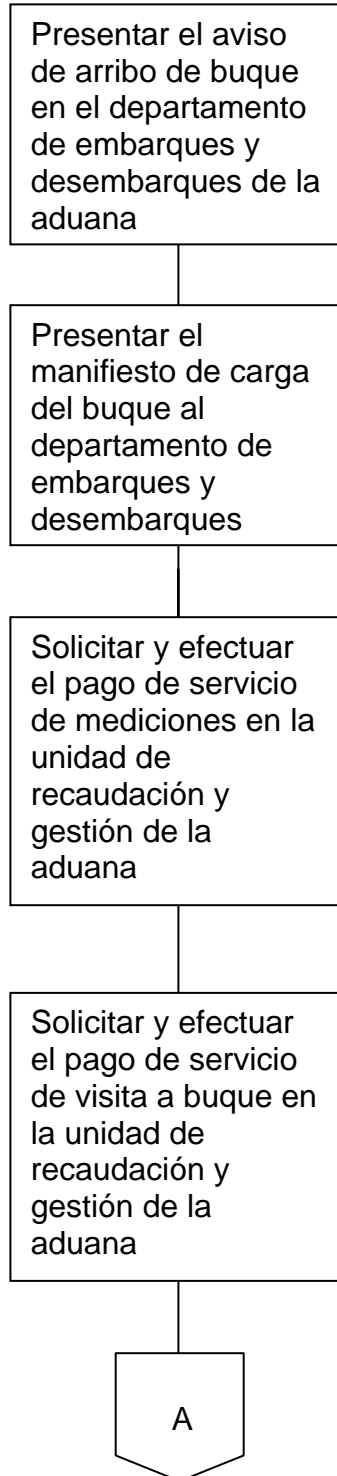 Presentar el aviso
de arribo de buque
en el departamento
de embarques y
desembarques de la
aduana
Presentar el
manifiesto de carga
del buque al
departamento de
embarques y
desembarques
Solicitar y efectuar
el pago de servicio
de mediciones en la
unidad de
recaudación y
gestión de la
aduana
Solicitar y efectuar
el pago de servicio
de visita a buque en
la unidad de
recaudación y
gestión de la
aduana
A